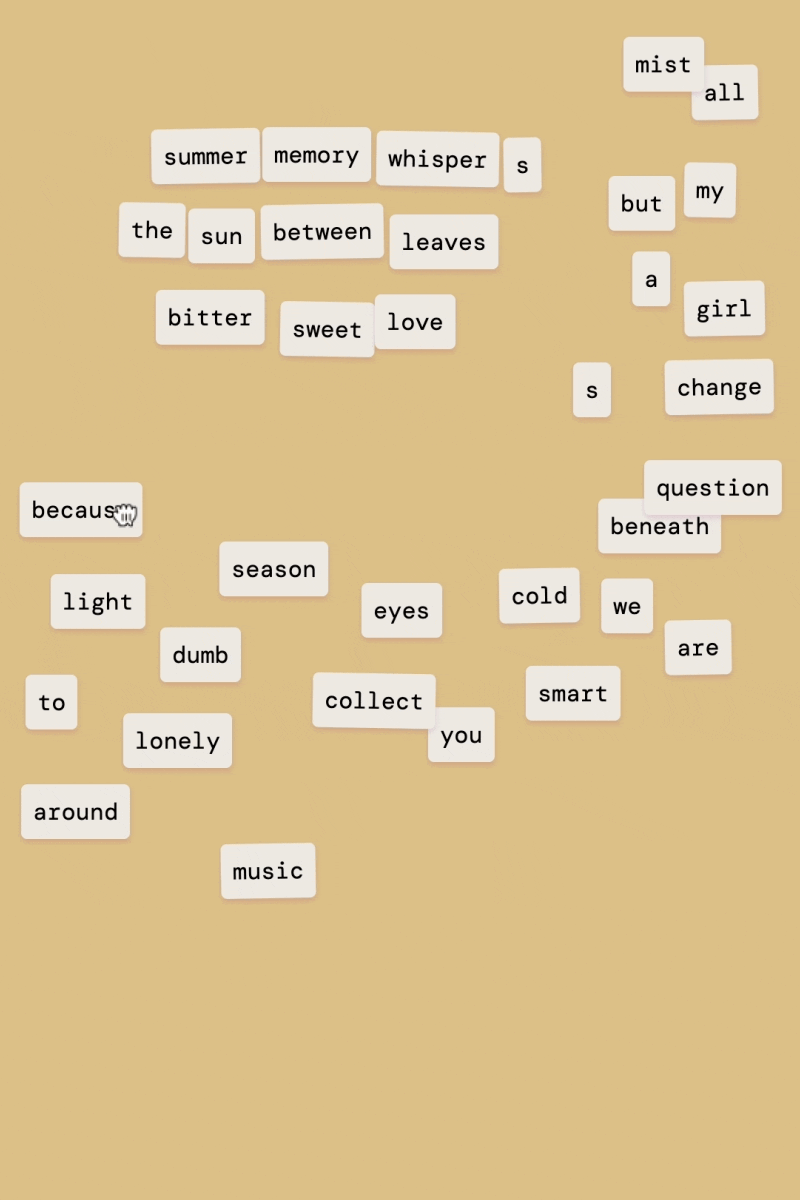 mist
all
summer memory whisper s
but my
the sun between leaves
a
girl
bitter sweet love
s change
question
because
beneath
season
light eyes cold we
dumb are
to collect smart
lonely you
around
music